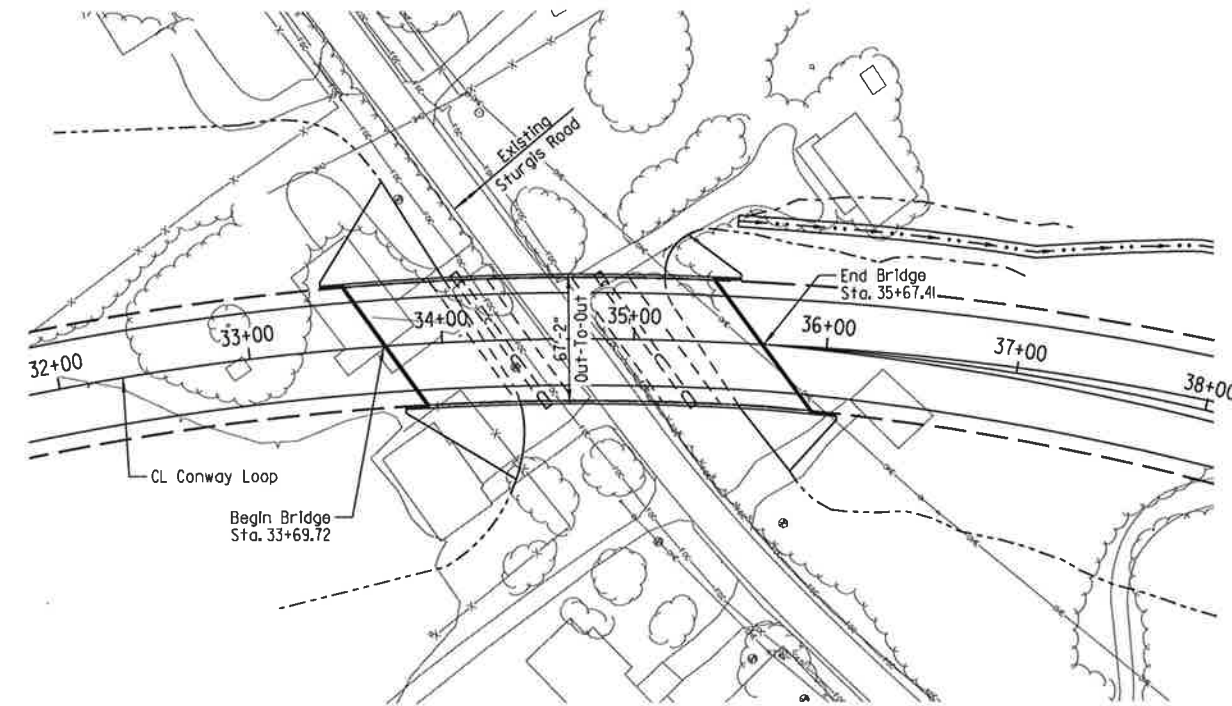 Existing
Sturgis Road
End Bridge
Sta. 35+67.41
32+00
33+00
34+00
35+00
36+00
37+00
38+00
67'-2"
Out-To-Out
CL Conway Loop
Begin Bridge
Sta. 33+69.72